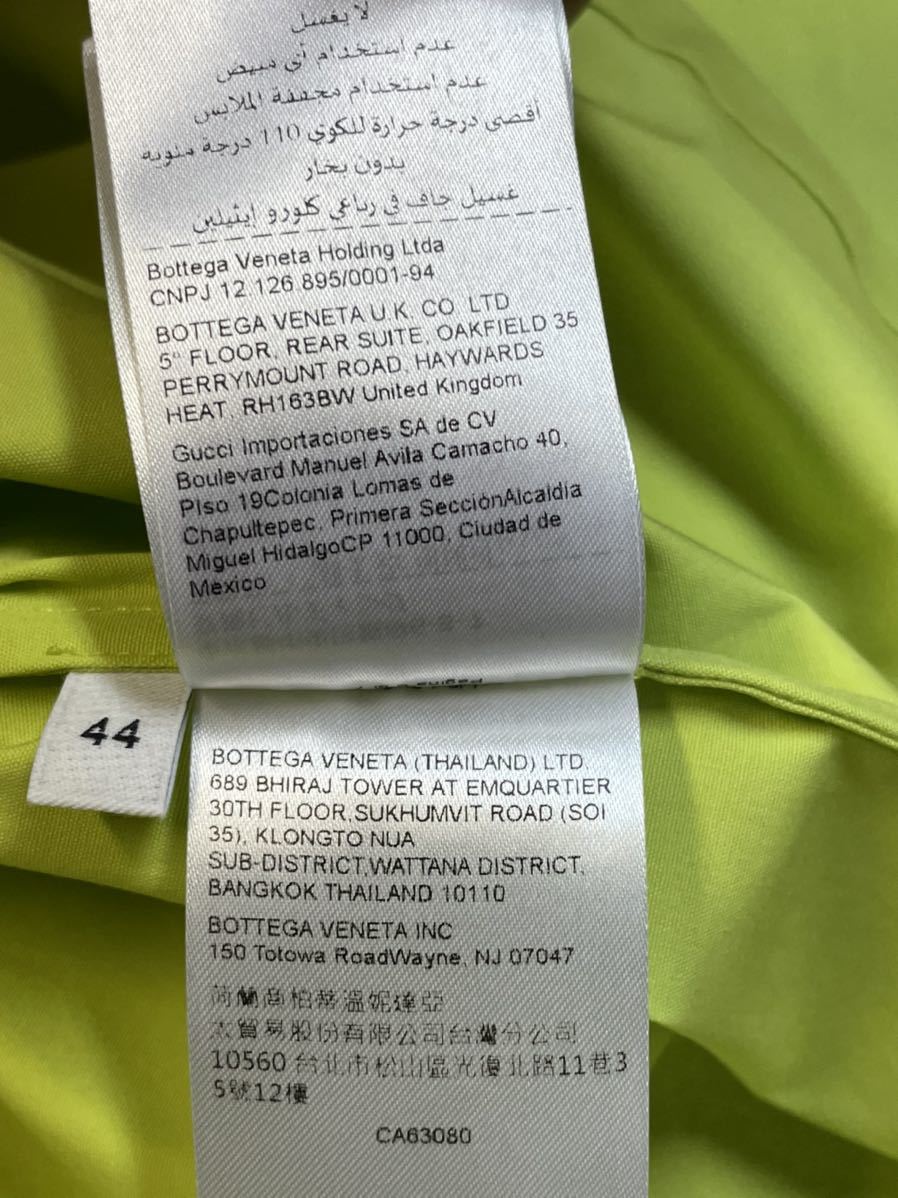 لا يغسل
عدم استخدام أي مبيض
عدم استخدام مجففة الملابس
أقصى درجة حرارة للكوي 110 درجة مئوية
بدون بخار
غسيل جاف في رباعي كلورو إيثيلين
Bottega Veneta Holding Ltda
CNPJ 12 126 895/0001-94
BOTTEGA VENETA U.K. CO LTD
5° FLOOR, REAR SUITE, OAKFIELD 35
PERRYMOUNT ROAD, HAYWARDS
HEAT, RH163BW United Kingdom
Gucci Importaciones SA de CV
Boulevard Manuel Avila Camacho 40,
PIso 19Colonia Lomas de
Chapultepec, Primera SecciónAlcaldia
Miguel HidalgoCP 11000, Ciudad de
Mexico
44
BOTTEGA VENETA (THAILAND) LTD.
689 BHIRAJ TOWER AT EMQUARTIER
30TH FLOOR,SUKHUMVIT ROAD (SOI
35), KLONGTO NUA
SUB-DISTRICT,WATTANA DISTRICT,
BANGKOK THAILAND 10110
BOTTEGA VENETA INC
150 Totowa RoadWayne, NJ 07047
荷蘭商柏蒂溫妮達亞
太貿易股份有限公司台灣分公司
10560 台北市松山區光復北路11巷3
5號12樓
CA63080